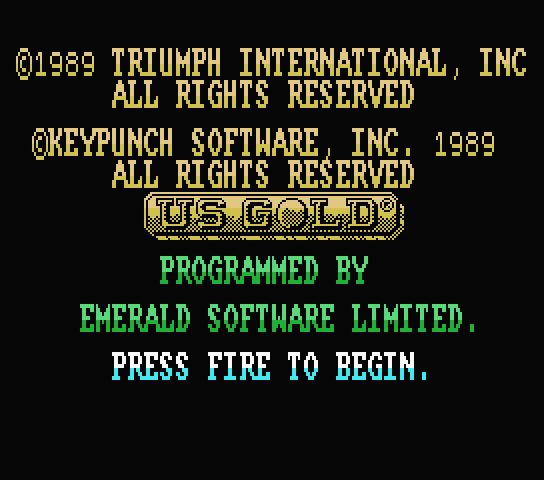 ©1989 TRIUMPH INTERNATIONAL, INC
ALL RIGHTS RESERVED
©KEYPUNCH SOFTWARE, INC. 1989
ALL RIGHTS RESERVED
US GOLD®
PROGRAMMED BY
EMERALD SOFTWARE LIMITED.
PRESS FIRE TO BEGIN.